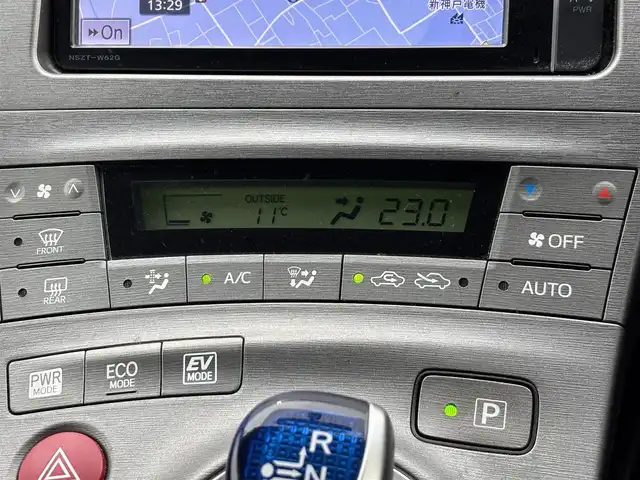 13:29
新神戸電機
▸▸On
NSZT-W62G
PWR
OUTSIDE
11℃
23.0
FRONT
OFF
REAR
A/C
AUTO
PWR MODE
ECO MODE
EV MODE
P
R
N